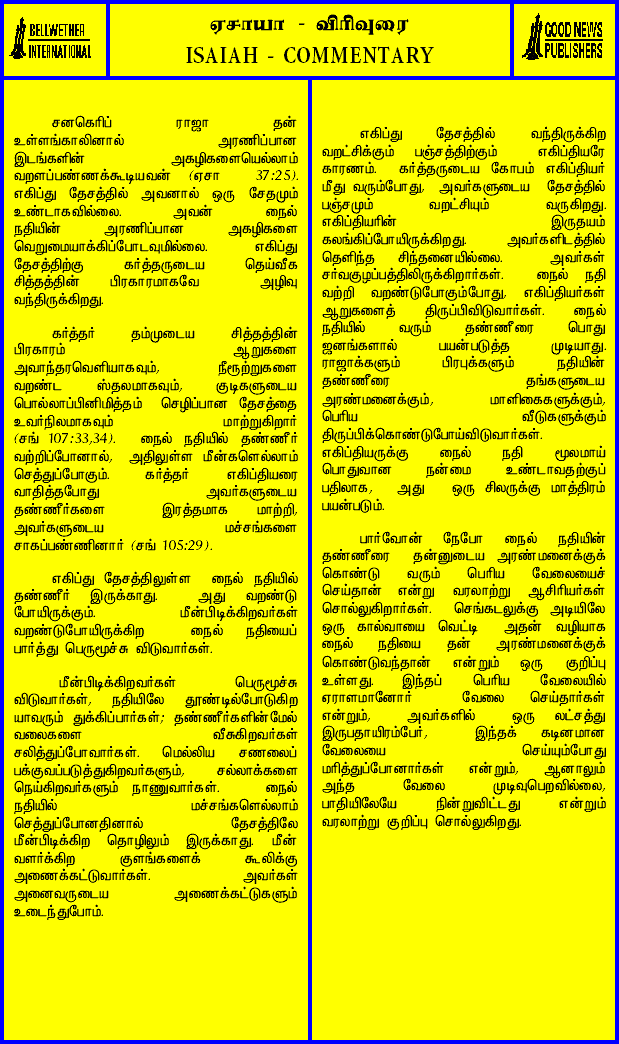 BELLWETHER
INTERNATIONAL
ஏசாயா - விரிவுரை
ISAIAH - COMMENTARY
GOOD NEWS
PUBLISHERS
சனகெரிப் ராஜா தன்
உள்ளங்காலினால் அரணிப்பான
இடங்களின் அகழிகளையெல்லாம்
வறளப்பண்ணக்கூடியவன் (ஏசா 37:25).
எகிப்து தேசத்தில் அவனால் ஒரு சேதமும்
உண்டாகவில்லை. அவன் நைல்
நதியின் அரணிப்பான அகழிகளை
வெறுமையாக்கிப்போடவுமில்லை. எகிப்து
தேசத்திற்கு கர்த்தருடைய தெய்வீக
சித்தத்தின் பிரகாரமாகவே அழிவு
வந்திருக்கிறது.
கர்த்தர் தம்முடைய சித்தத்தின்
பிரகாரம் ஆறுகளை
அவாந்தரவெளியாகவும், நீரூற்றுகளை
வறண்ட ஸ்தலமாகவும், குடிகளுடைய
பொல்லாப்பினிமித்தம் செழிப்பான தேசத்தை
உவர்நிலமாகவும் மாற்றுகிறார்
(சங் 107:33,34). நைல் நதியில் தண்ணீர்
வற்றிப்போனால், அதிலுள்ள மீன்களெல்லாம்
செத்துப்போகும். கர்த்தர் எகிப்தியரை
வாதித்தபோது அவர்களுடைய
தண்ணீர்களை இரத்தமாக மாற்றி,
அவர்களுடைய மச்சங்களை
சாகப்பண்ணினார் (சங் 105:29).
எகிப்து தேசத்திலுள்ள நைல் நதியில்
தண்ணீர் இருக்காது. அது வறண்டு
போயிருக்கும். மீன்பிடிக்கிறவர்கள்
வறண்டுபோயிருக்கிற நைல் நதியைப்
பார்த்து பெருமூச்சு விடுவார்கள்.
மீன்பிடிக்கிறவர்கள் பெருமூச்சு
விடுவார்கள், நதியிலே தூண்டில்போடுகிற
யாவரும் துக்கிப்பார்கள்; தண்ணீர்களின்மேல்
வலைகளை வீசுகிறவர்கள்
சலித்துப்போவார்கள். மெல்லிய சணலைப்
பக்குவப்படுத்துகிறவர்களும், சல்லாக்களை
நெய்கிறவர்களும் நாணுவார்கள். நைல்
நதியில் மச்சங்களெல்லாம்
செத்துப்போனதினால் தேசத்திலே
மீன்பிடிக்கிற தொழிலும் இருக்காது. மீன்
வளர்க்கிற குளங்களைக் கூலிக்கு
அணைக்கட்டுவார்கள். அவர்கள்
அனைவருடைய அணைக்கட்டுகளும்
உடைந்துபோம்.
எகிப்து தேசத்தில் வந்திருக்கிற
வறட்சிக்கும் பஞ்சத்திற்கும் எகிப்தியரே
காரணம். கர்த்தருடைய கோபம் எகிப்தியர்
மீது வரும்போது, அவர்களுடைய தேசத்தில்
பஞ்சமும் வறட்சியும் வருகிறது.
எகிப்தியரின் இருதயம்
கலங்கிப்போயிருக்கிறது. அவர்களிடத்தில்
தெளிந்த சிந்தனையில்லை. அவர்கள்
சர்வகுழப்பத்திலிருக்கிறார்கள். நைல் நதி
வற்றி வறண்டுபோகும்போது, எகிப்தியர்கள்
ஆறுகளைத் திருப்பிவிடுவார்கள். நைல்
நதியில் வரும் தண்ணீரை பொது
ஜனங்களால் பயன்படுத்த முடியாது.
ராஜாக்களும் பிரபுக்களும் நதியின்
தண்ணீரை தங்களுடைய
அரண்மனைக்கும், மாளிகைகளுக்கும்,
பெரிய வீடுகளுக்கும்
திருப்பிக்கொண்டுபோய்விடுவார்கள்.
எகிப்தியருக்கு நைல் நதி மூலமாய்
பொதுவான நன்மை உண்டாவதற்குப்
பதிலாக, அது ஒரு சிலருக்கு மாத்திரம்
பயன்படும்.
பார்வோன் நேபோ நைல் நதியின்
தண்ணீரை தன்னுடைய அரண்மனைக்குக்
கொண்டு வரும் பெரிய வேலையைச்
செய்தான் என்று வரலாற்று ஆசிரியர்கள்
சொல்லுகிறார்கள். செங்கடலுக்கு அடியிலே
ஒரு கால்வாயை வெட்டி அதன் வழியாக
நைல் நதியை தன் அரண்மனைக்குக்
கொண்டுவந்தான் என்றும் ஒரு குறிப்பு
உள்ளது. இந்தப் பெரிய வேலையில்
ஏராளமானோர் வேலை செய்தார்கள்
என்றும், அவர்களில் ஒரு லட்சத்து
இருபதாயிரம்பேர், இந்தக் கடினமான
வேலையை செய்யும்போது
மரித்துப்போனார்கள் என்றும், ஆனாலும்
அந்த வேலை முடிவுபெறவில்லை,
பாதியிலேயே நின்றுவிட்டது என்றும்
வரலாற்று குறிப்பு சொல்லுகிறது.